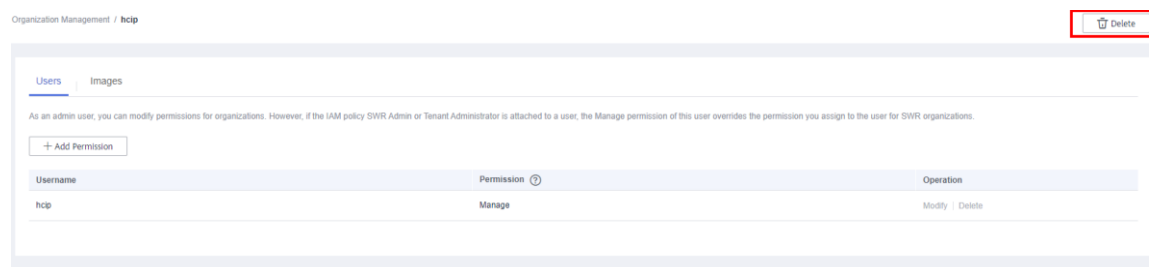 Organization Management / hcip
Delete
Users Images
As an admin user, you can modify permissions for organizations. However, if the IAM policy SWR Admin or Tenant Administrator is attached to a user, the Manage permission of this user overrides the permission you assign to the user for SWR organizations.
+ Add Permission
Username Permission ? Operation
hcip Manage Modify | Delete